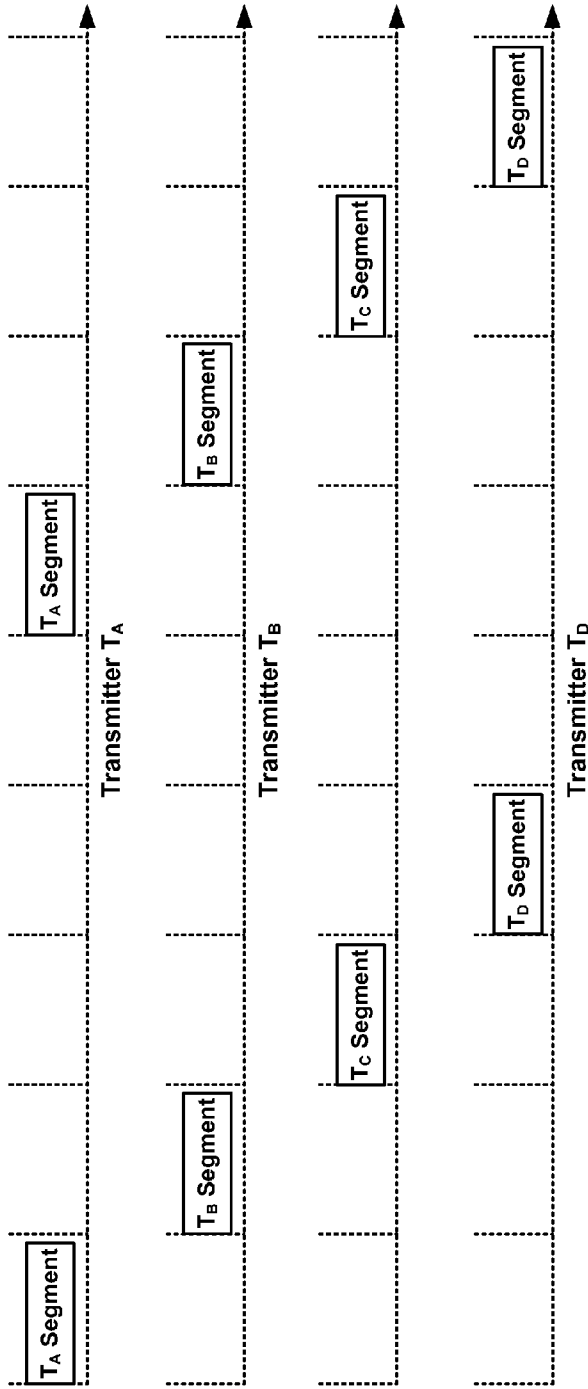 T_A Segment
T_A Segment
Transmitter T_A
T_B Segment
T_B Segment
Transmitter T_B
T_C Segment
T_C Segment
T_D Segment
T_D Segment
Transmitter T_D